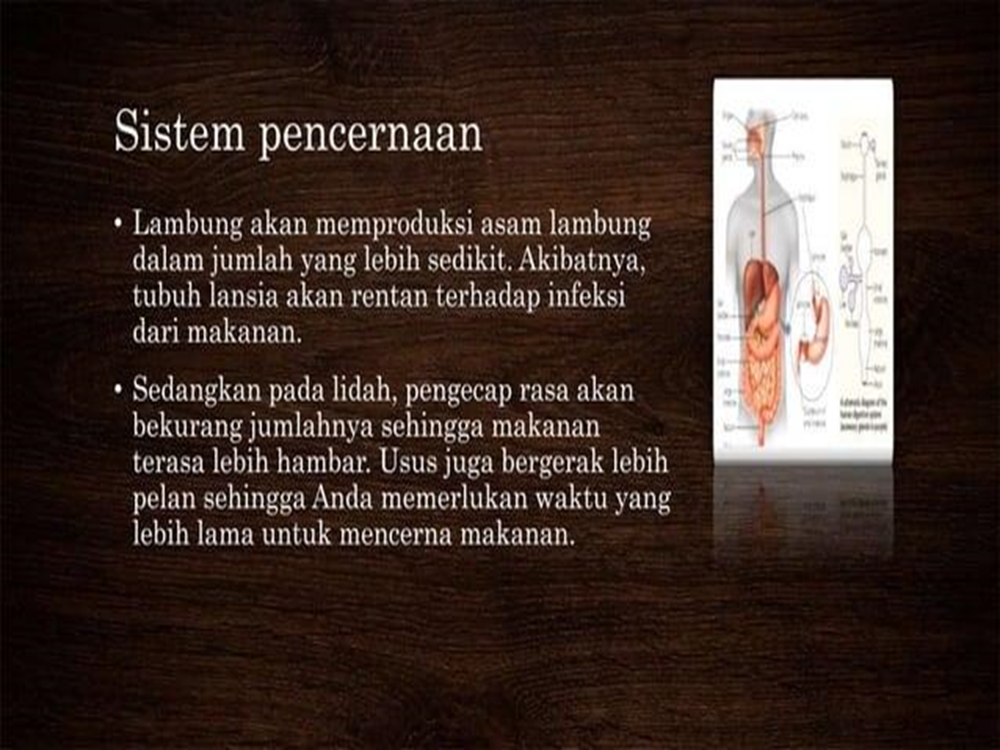 Sistem pencernaan
• Lambung akan memproduksi asam lambung
dalam jumlah yang lebih sedikit. Akibatnya,
tubuh lansia akan rentan terhadap infeksi
dari makanan.
• Sedangkan pada lidah, pengecap rasa akan
bekurang jumlahnya sehingga makanan
terasa lebih hambar. Usus juga bergerak lebih
pelan sehingga Anda memerlukan waktu yang
lebih lama untuk mencerna makanan.